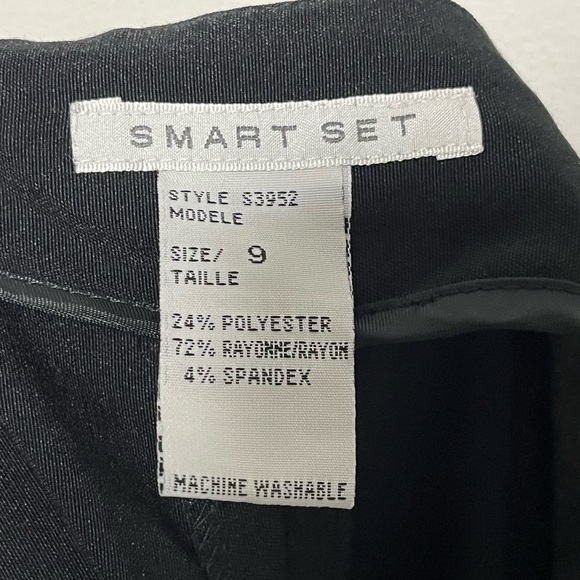 SMART SET
STYLE S3952
MODELE
SIZE/ 9
TAILLE
24% POLYESTER
72% RAYONNE/RAYON
4% SPANDEX
MACHINE WASHABLE